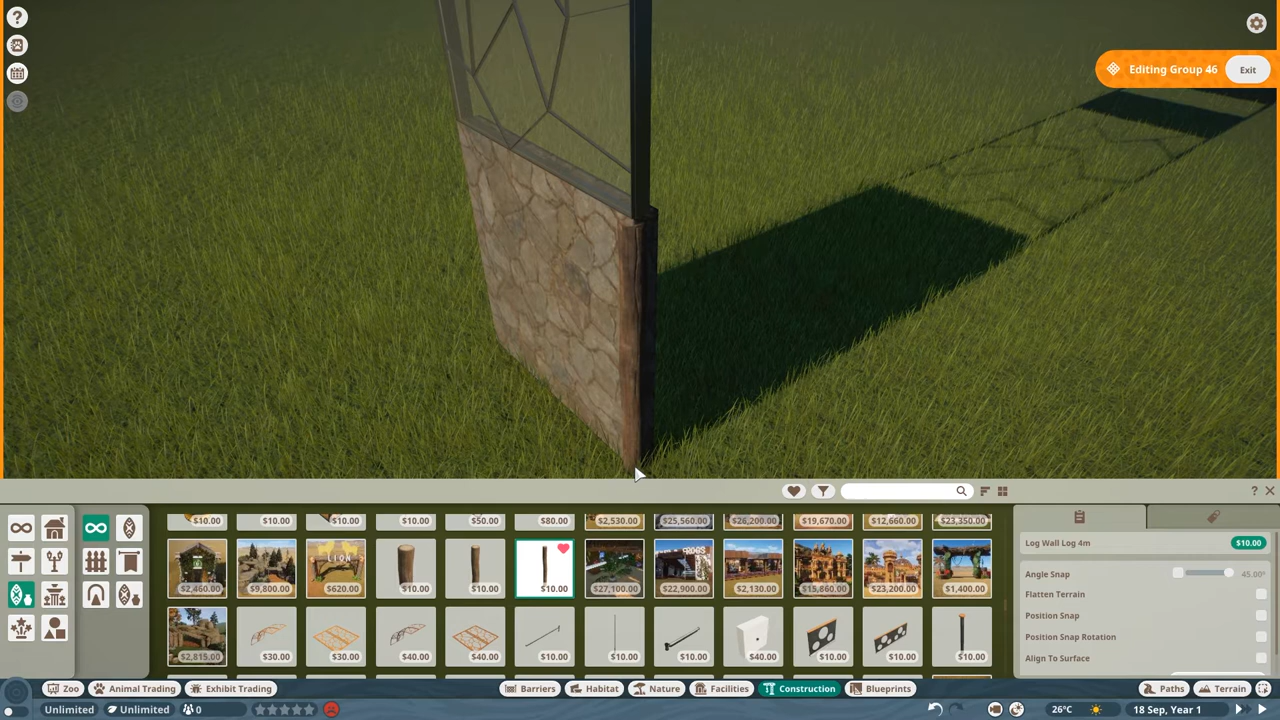 ?
Editing Group 46
Exit
?
$10.00 $10.00 $10.00 $10.00 $50.00 $80.00 $2,530.00 $25,560.00 $26,200.00 $19,670.00 $12,660.00 $23,350.00
LION
FROGS
$2,460.00 $9,800.00 $620.00 $10.00 $10.00 $10.00 $27,100.00 $22,900.00 $2,130.00 $15,860.00 $23,200.00 $1,400.00
$2,815.00 $30.00 $30.00 $40.00 $40.00 $10.00 $10.00 $10.00 $40.00 $10.00 $10.00 $10.00
Log Wall Log 4m $10.00
Angle Snap 45.00°
Flatten Terrain
Position Snap
Position Snap Rotation
Align To Surface
Zoo Animal Trading Exhibit Trading Barriers Habitat Nature Facilities Construction Blueprints Paths Terrain
Unlimited Unlimited 0 26°C 18 Sep, Year 1